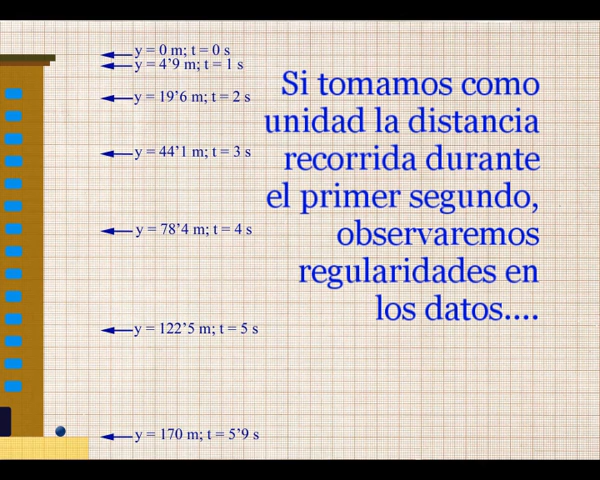 y = 0 m; t = 0 s
y = 4’9 m; t = 1 s
y = 19’6 m; t = 2 s
y = 44’1 m; t = 3 s
y = 78’4 m; t = 4 s
y = 122’5 m; t = 5 s
y = 170 m; t = 5’9 s
Si tomamos como
unidad la distancia
recorrida durante
el primer segundo,
observaremos
regularidades en
los datos....